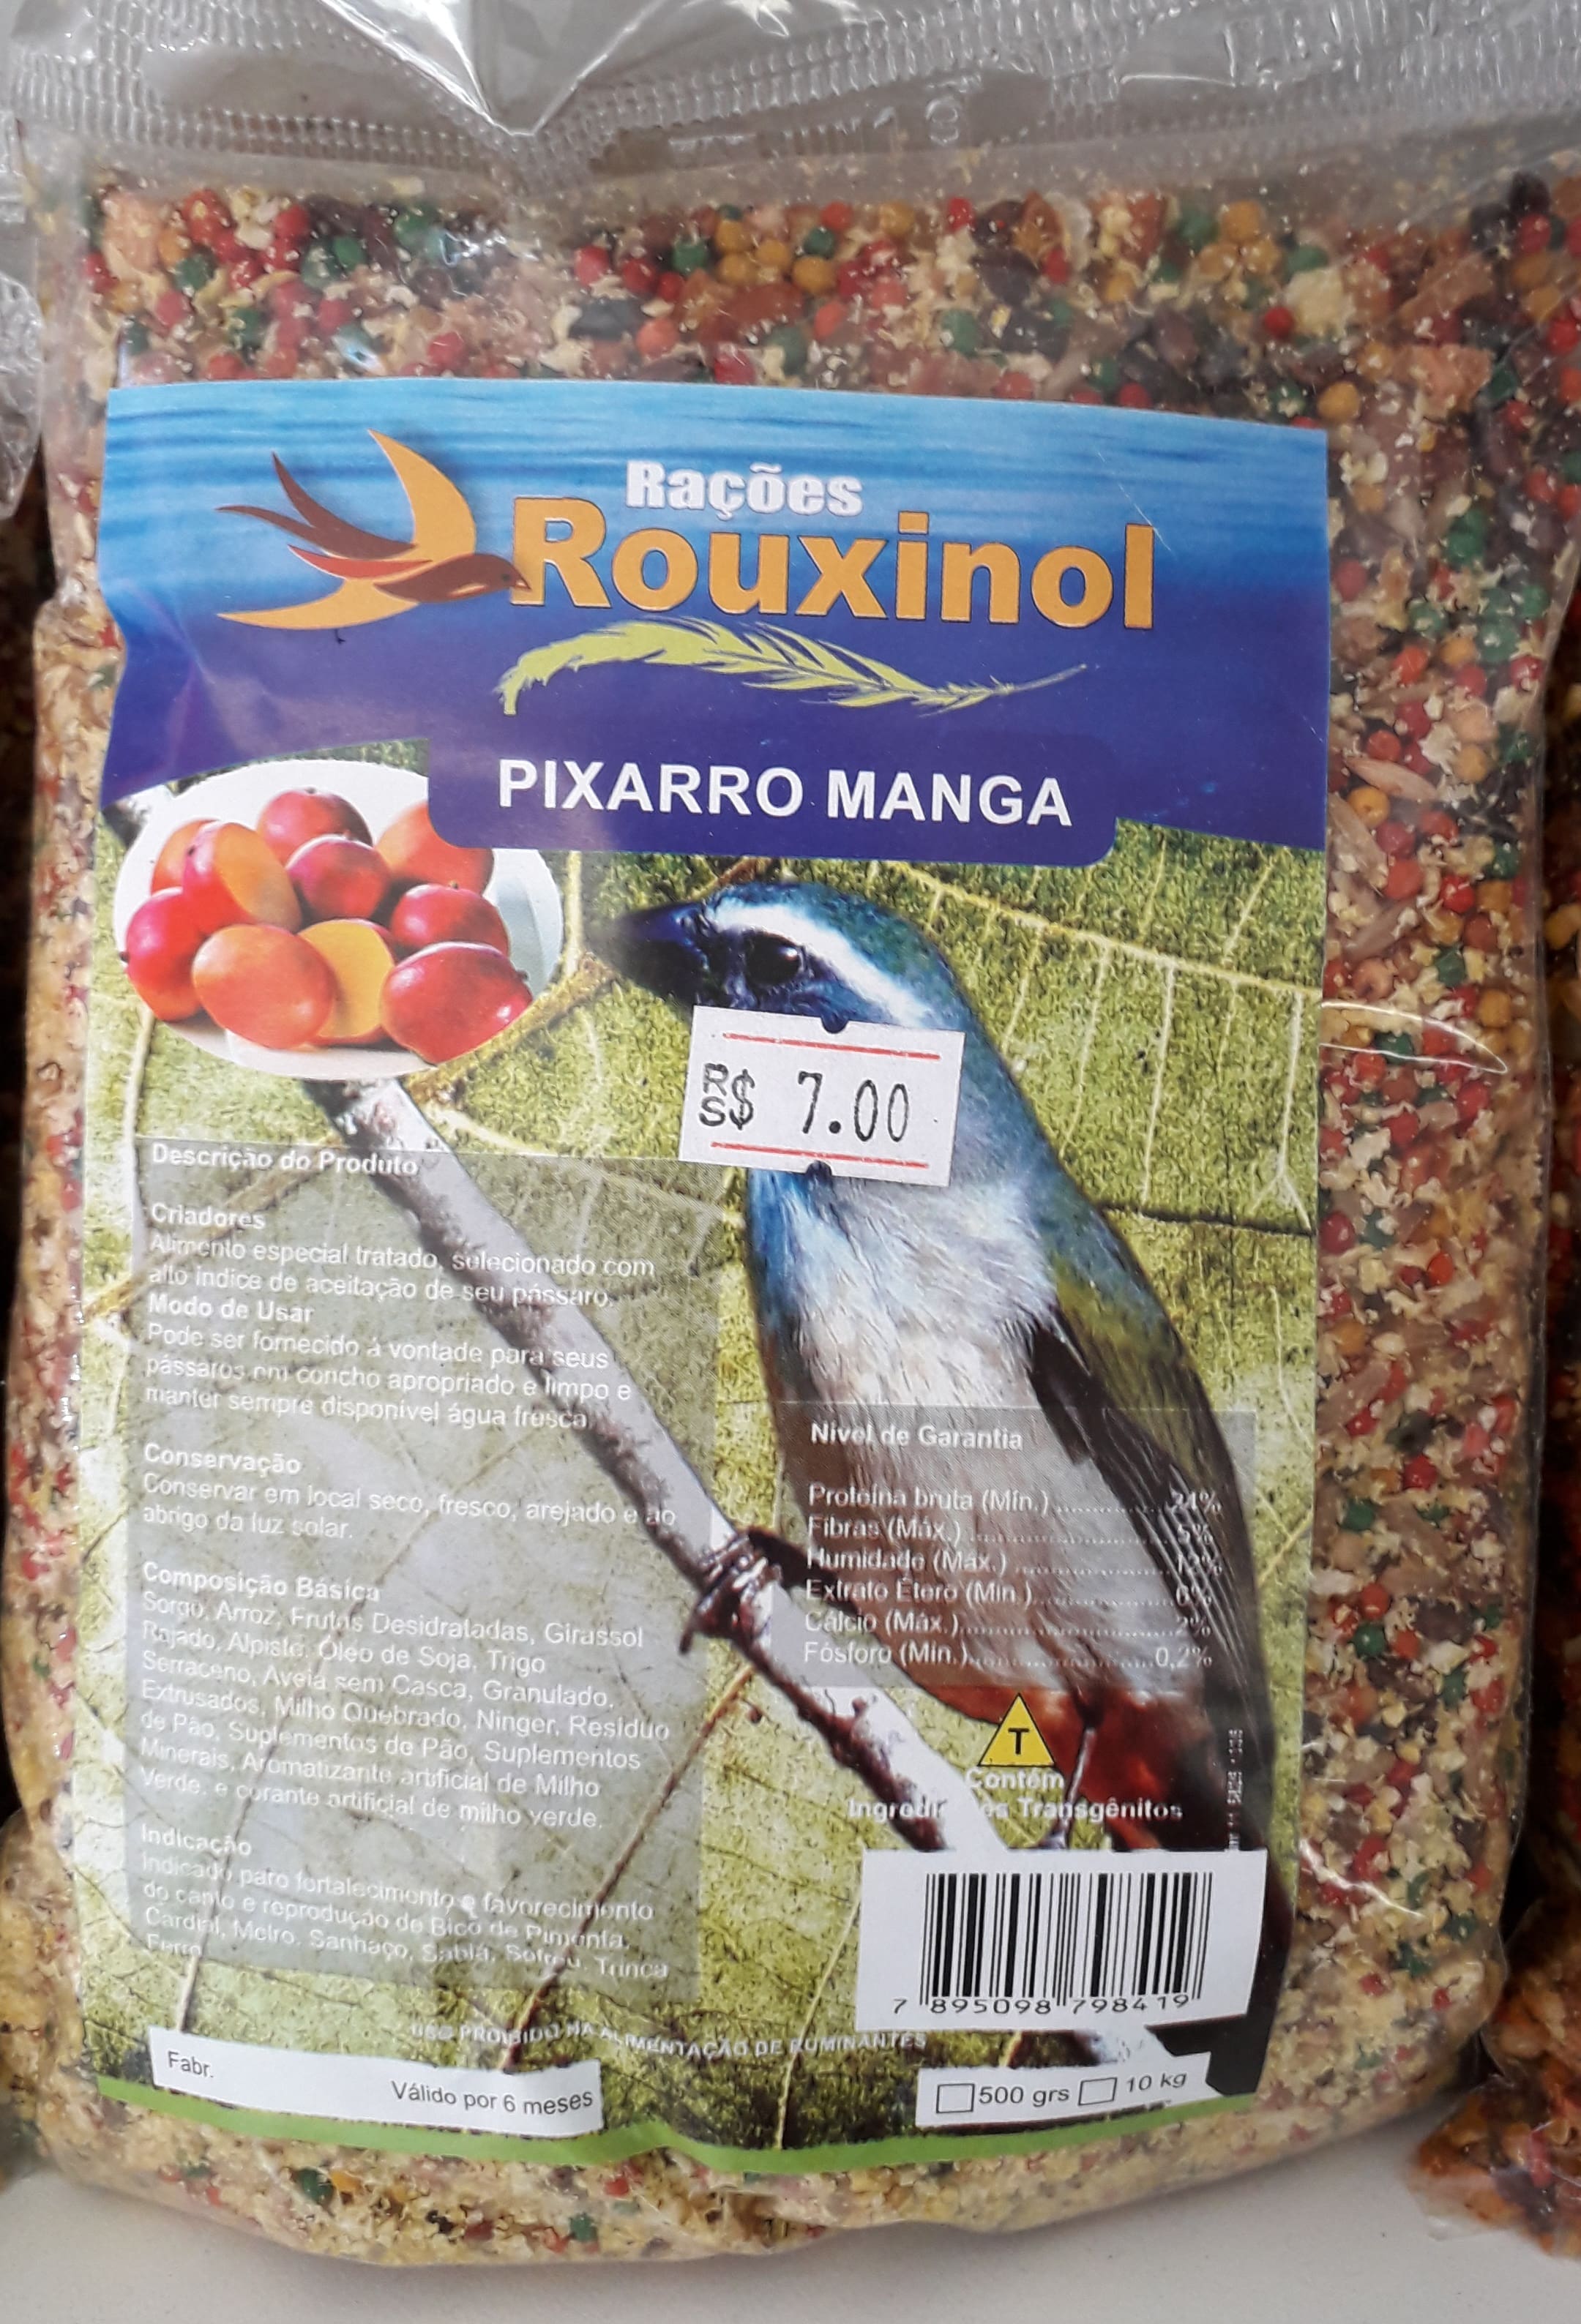 Rações
Rouxinol
PIXARRO MANGA
R$ 7.00
Descrição do Produto
Criadores
Alimento especial tratado, selecionado com
alto indice de aceitação de seu pássaro.
Modo de Usar
Pode ser fornecido à vontade para seus
pássaros em concho apropriado e limpo e
manter sempre disponível água fresca.
Conservação
Conservar em local seco, fresco, arejado e ao
abrigo da luz solar.
Composição Básica
Sorgo, Arroz, Frutas Desidratadas, Girassol
Rajado, Alpiste, Óleo de Soja, Trigo
Serraceno, Aveia sem Casca, Granulado,
Extrusados, Milho Quebrado, Ninger, Resíduo
de Pão, Suplementos de Pão, Suplementos
Minerais, Aromatizante artificial de Milho
Verde, e corante artificial de milho verde.
Indicação
Indicado para fortalecimento e favorecimento
do canto e reprodução de Bico de Pimenta,
Cardial, Melro, Sanhaço, Sabiá, Sofreu, Trinca
Ferro
Nivel de Garantia
Proteína bruta (Mín.)
Fibras (Máx.) 5%
Humidade (Máx.)
Extrato Étero (Mín.)
Cálcio (Máx.)
Fósforo (Mín.) 0,2%
T
Contém
Transgênitos
7 895098 798419
USO PROIBIDO NA ALIMENTAÇÃO DE RUMINANTES
Fabr.
Válido por 6 meses
500 grs 10 kg